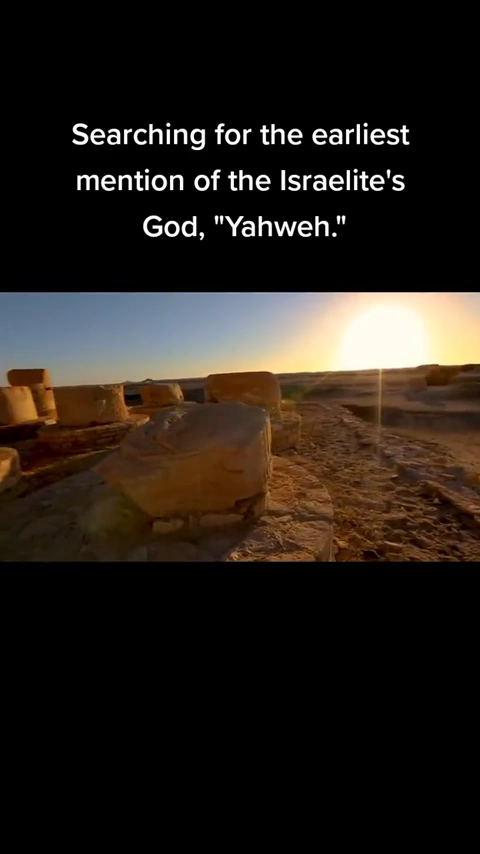 Searching for the earliest
mention of the Israelite's
God, "Yahweh."